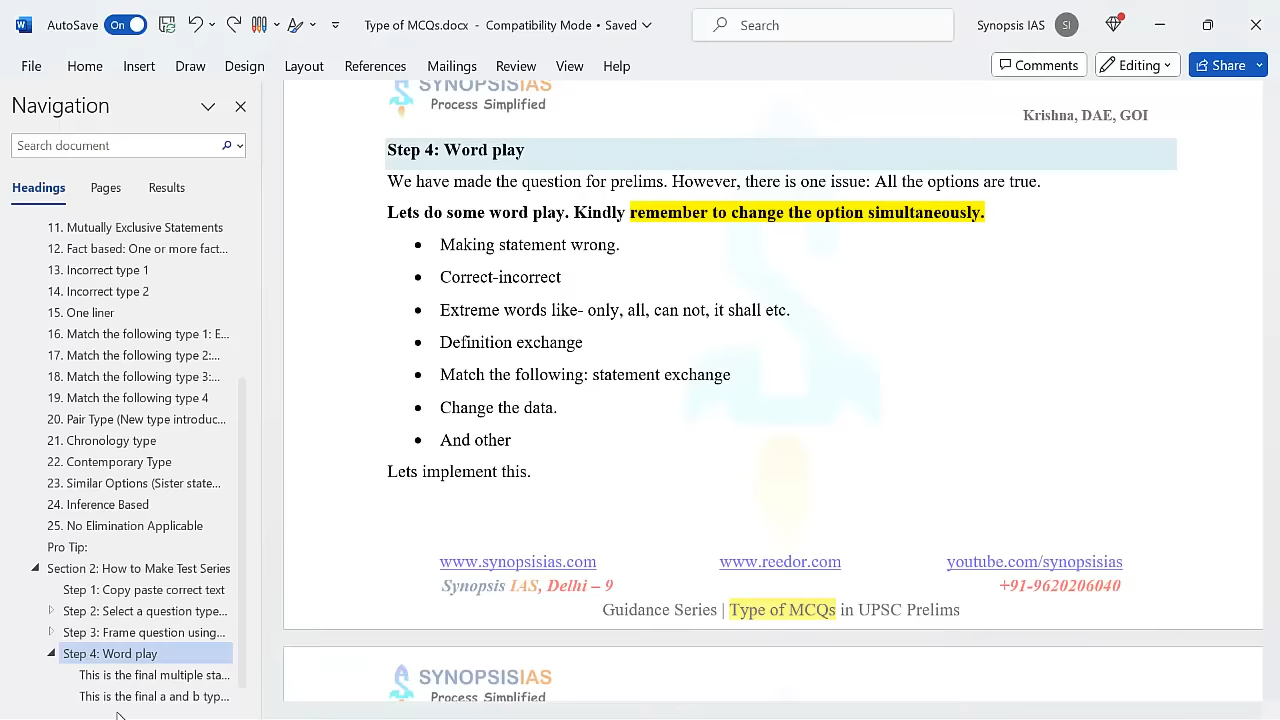 AutoSave On Type of MCQs.docx - Compatibility Mode • Saved Search Synopsis IAS SI
File Home Insert Draw Design Layout References Mailings Review View Help Comments Editing Share
Navigation
Search document
Headings Pages Results
11. Mutually Exclusive Statements
12. Fact based: One or more fact...
13. Incorrect type 1
14. Incorrect type 2
15. One liner
16. Match the following type 1: E...
17. Match the following type 2:...
18. Match the following type 3:...
19. Match the following type 4
20. Pair Type (New type introduc...
21. Chronology type
22. Contemporary Type
23. Similar Options (Sister state...
24. Inference Based
25. No Elimination Applicable
Pro Tip:
Section 2: How to Make Test Series
Step 1: Copy paste correct text
Step 2: Select a question type...
Step 3: Frame question using...
Step 4: Word play
This is the final multiple sta...
This is the final a and b typ...
SYNOPSISIAS
Process Simplified
Krishna, DAE, GOI
Step 4: Word play
We have made the question for prelims. However, there is one issue: All the options are true.
Lets do some word play. Kindly remember to change the option simultaneously.
• Making statement wrong.
• Correct-incorrect
• Extreme words like- only, all, can not, it shall etc.
• Definition exchange
• Match the following: statement exchange
• Change the data.
• And other
Lets implement this.
www.synopsisias.com www.reedor.com youtube.com/synopsisias
Synopsis IAS, Delhi – 9 +91-9620206040
Guidance Series | Type of MCQs in UPSC Prelims
SYNOPSISIAS
Process Simplified